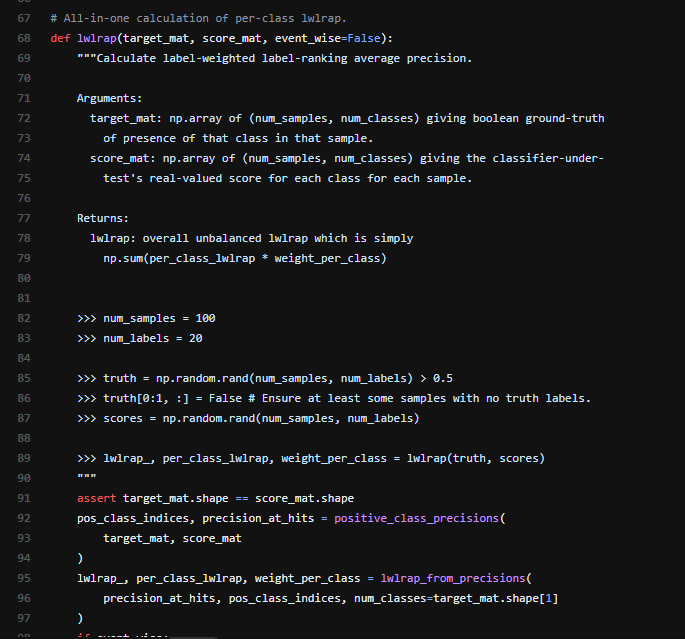 67 # All-in-one calculation of per-class lwlrap.
68 def lwlrap(target_mat, score_mat, event_wise=False):
69 """Calculate label-weighted label-ranking average precision.
70
71 Arguments:
72 target_mat: np.array of (num_samples, num_classes) giving boolean ground-truth
73 of presence of that class in that sample.
74 score_mat: np.array of (num_samples, num_classes) giving the classifier-under-
75 test's real-valued score for each class for each sample.
76
77 Returns:
78 lwlrap: overall unbalanced lwlrap which is simply
79 np.sum(per_class_lwlrap * weight_per_class)
80
81
82 >>> num_samples = 100
83 >>> num_labels = 20
84
85 >>> truth = np.random.rand(num_samples, num_labels) > 0.5
86 >>> truth[0:1, :] = False # Ensure at least some samples with no truth labels.
87 >>> scores = np.random.rand(num_samples, num_labels)
88
89 >>> lwlrap_, per_class_lwlrap, weight_per_class = lwlrap(truth, scores)
90 """
91 assert target_mat.shape == score_mat.shape
92 pos_class_indices, precision_at_hits = positive_class_precisions(
93 target_mat, score_mat
94 )
95 lwlrap_, per_class_lwlrap, weight_per_class = lwlrap_from_precisions(
96 precision_at_hits, pos_class_indices, num_classes=target_mat.shape[1]
97 )